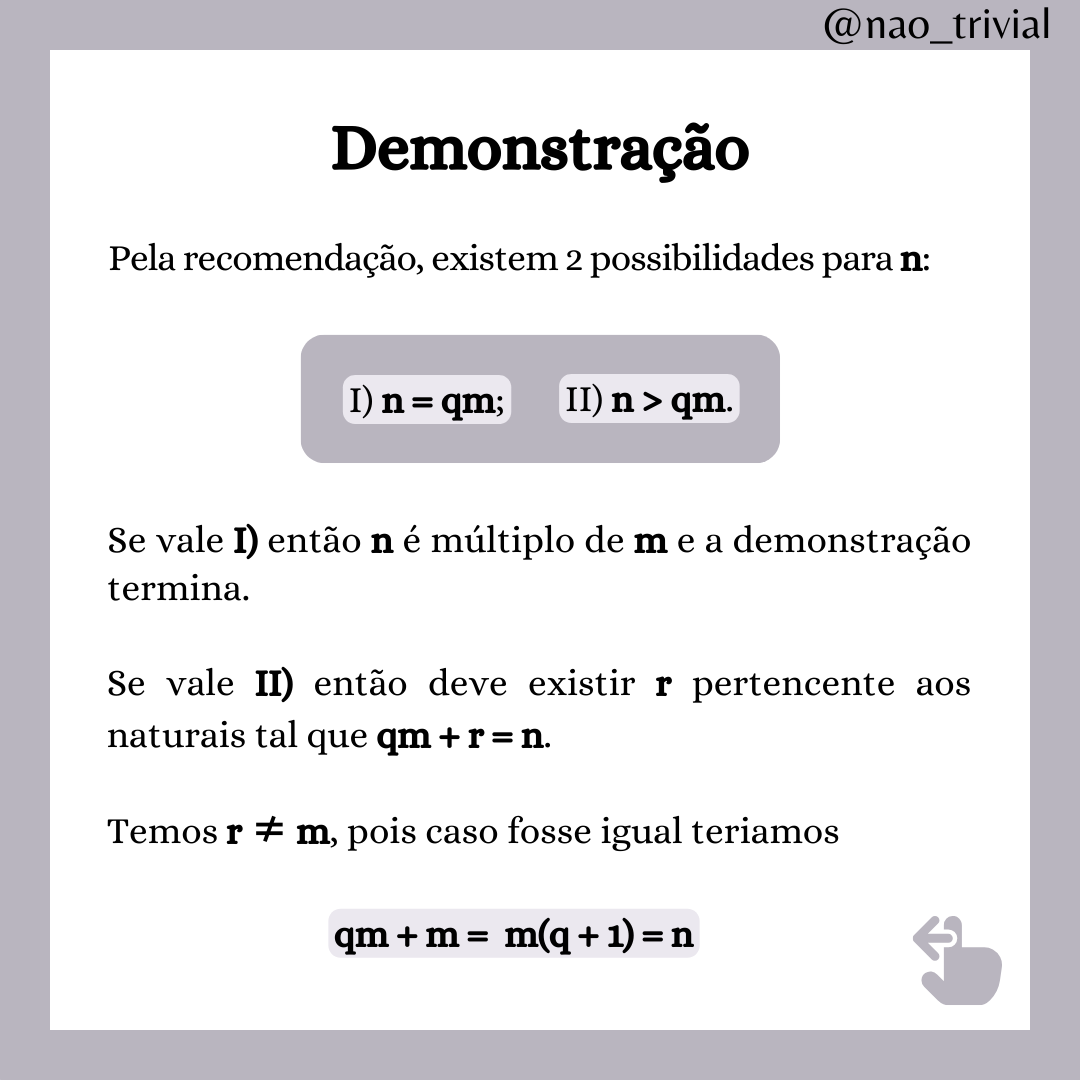 @nao_trivial
Demonstração
Pela recomendação, existem 2 possibilidades para n:
I) n = qm; II) n > qm.
Se vale I) então n é múltiplo de m e a demonstração
termina.
Se vale II) então deve existir r pertencente aos
naturais tal que qm + r = n.
Temos r ≠ m, pois caso fosse igual teriamos
qm + m = m(q + 1) = n